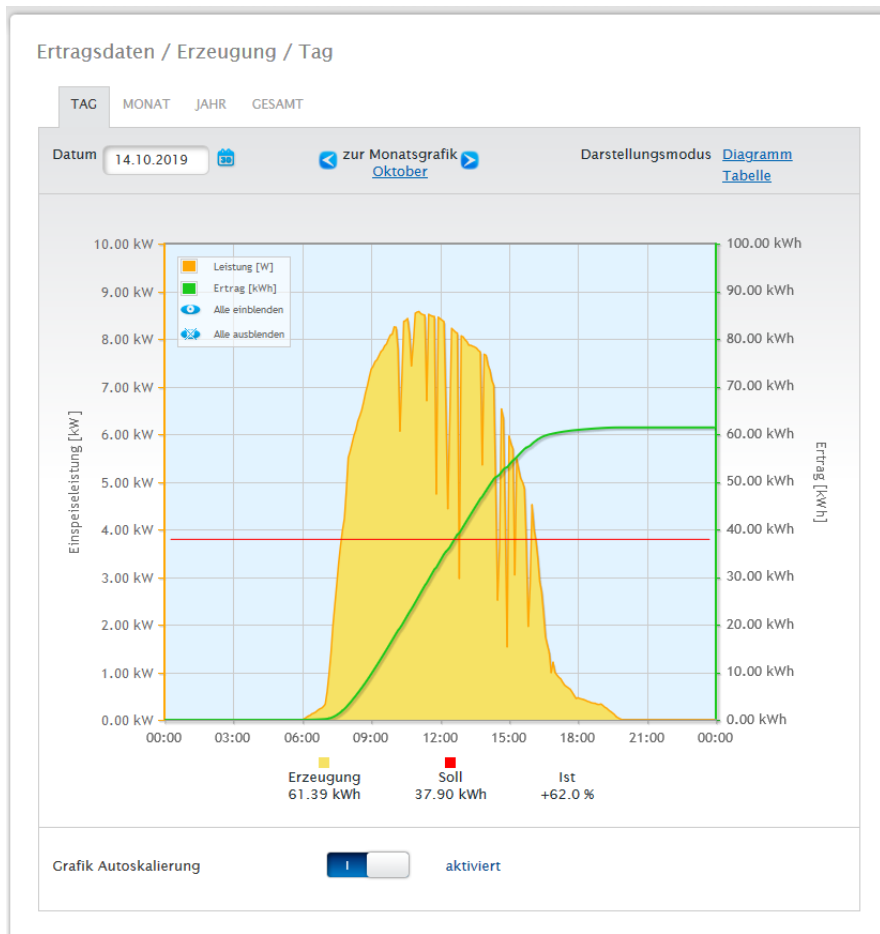 Ertragsdaten / Erzeugung / Tag
TAG MONAT JAHR GESAMT
Datum 14.10.2019 30 zur Monatsgrafik Darstellungsmodus Diagramm
Oktober Tabelle
10.00 kW 100.00 kWh
Leistung [W]
Ertrag [kWh]
9.00 kW 90.00 kWh
Alle einblenden
Alle ausblenden
8.00 kW 80.00 kWh
7.00 kW 70.00 kWh
6.00 kW 60.00 kWh
Einspeiseleistung [kW]
Ertrag [kWh]
5.00 kW 50.00 kWh
4.00 kW 40.00 kWh
3.00 kW 30.00 kWh
2.00 kW 20.00 kWh
1.00 kW 10.00 kWh
0.00 kW 0.00 kWh
00:00 03:00 06:00 09:00 12:00 15:00 18:00 21:00 00:00
Erzeugung Soll Ist
61.39 kWh 37.90 kWh +62.0 %
Grafik Autoskalierung I aktiviert